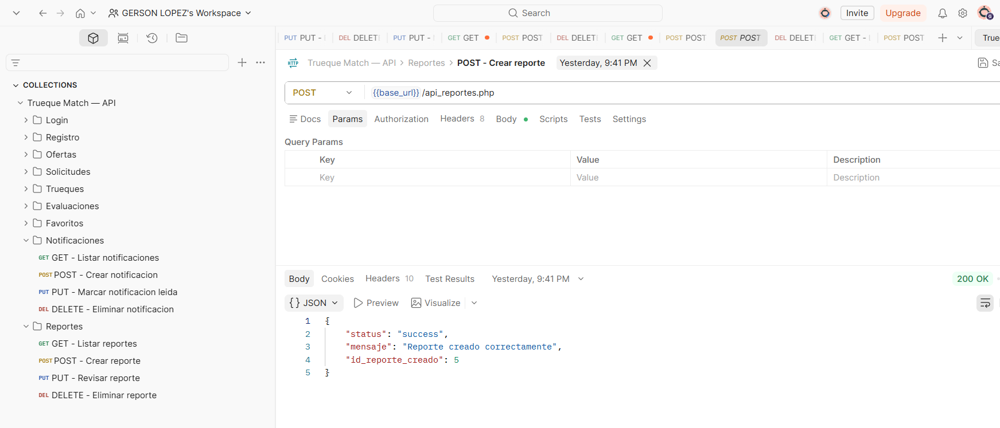 GERSON LOPEZ's Workspace
Search
Invite
Upgrade
G
PUT PUT -
DEL DELET
PUT PUT -
GET GET
POST POST
DEL DELET
GET GET
POST POST
POST POST
DEL DELET
GET GET -
POST POST
True
HTTP
Trueque Match — API > Reportes > POST - Crear reporte
Yesterday, 9:41 PM
Sa
COLLECTIONS
Trueque Match — API
Login
Registro
Ofertas
Solicitudes
Trueques
Evaluaciones
Favoritos
Notificaciones
GET GET - Listar notificaciones
POST POST - Crear notificacion
PUT PUT - Marcar notificacion leida
DEL DELETE - Eliminar notificacion
Reportes
GET GET - Listar reportes
POST POST - Crear reporte
PUT PUT - Revisar reporte
DEL DELETE - Eliminar reporte
POST
{{base_url}} /api_reportes.php
Docs
Params
Authorization
Headers 8
Body
Scripts
Tests
Settings
Query Params
Key Value Description
Key Value Description
Body
Cookies
Headers 10
Test Results
Yesterday, 9:41 PM
200 OK
{} JSON
Preview
Visualize
1 {
2 "status": "success",
3 "mensaje": "Reporte creado correctamente",
4 "id_reporte_creado": 5
5 }